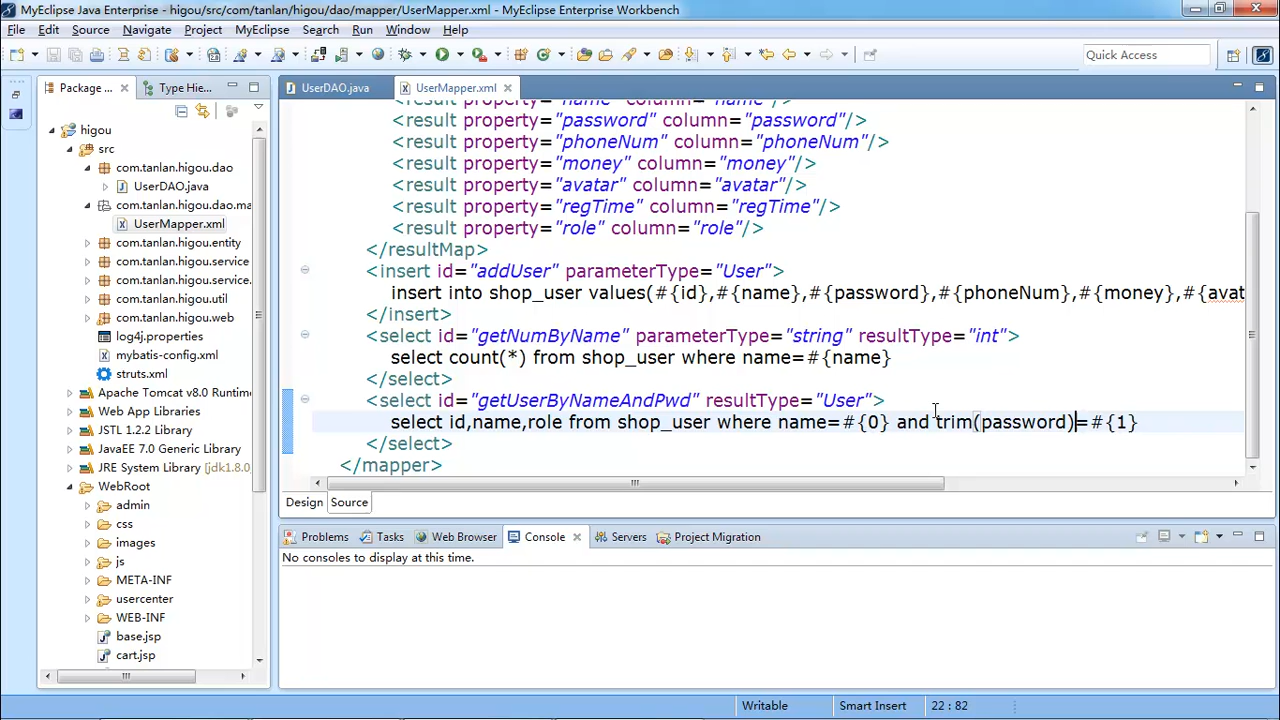 MyEclipse Java Enterprise - higou/src/com/tanlan/higou/dao/mapper/UserMapper.xml - MyEclipse Enterprise Workbench
File Edit Source Navigate Project MyEclipse Search Run Window Help
Quick Access
Package ... Type Hie...
higou
src
com.tanlan.higou.dao
UserDAO.java
com.tanlan.higou.dao.ma
UserMapper.xml
com.tanlan.higou.entity
com.tanlan.higou.service
com.tanlan.higou.service.
com.tanlan.higou.util
com.tanlan.higou.web
log4j.properties
mybatis-config.xml
struts.xml
Apache Tomcat v8.0 Runtime
Web App Libraries
JSTL 1.2.2 Library
JavaEE 7.0 Generic Library
JRE System Library [jdk1.8.0
WebRoot
admin
css
images
js
META-INF
usercenter
WEB-INF
base.jsp
cart.jsp
UserDAO.java UserMapper.xml
<result property="name" column="name"/>
<result property="password" column="password"/>
<result property="phoneNum" column="phoneNum"/>
<result property="money" column="money"/>
<result property="avatar" column="avatar"/>
<result property="regTime" column="regTime"/>
<result property="role" column="role"/>
</resultMap>
<insert id="addUser" parameterType="User">
insert into shop_user values(#{id},#{name},#{password},#{phoneNum},#{money},#{avat
</insert>
<select id="getNumByName" parameterType="string" resultType="int">
select count(*) from shop_user where name=#{name}
</select>
<select id="getUserByNameAndPwd" resultType="User">
select id,name,role from shop_user where name=#{0} and trim(password)=#{1}
</select>
</mapper>
Design Source
Problems Tasks Web Browser Console Servers Project Migration
No consoles to display at this time.
Writable Smart Insert 22 : 82